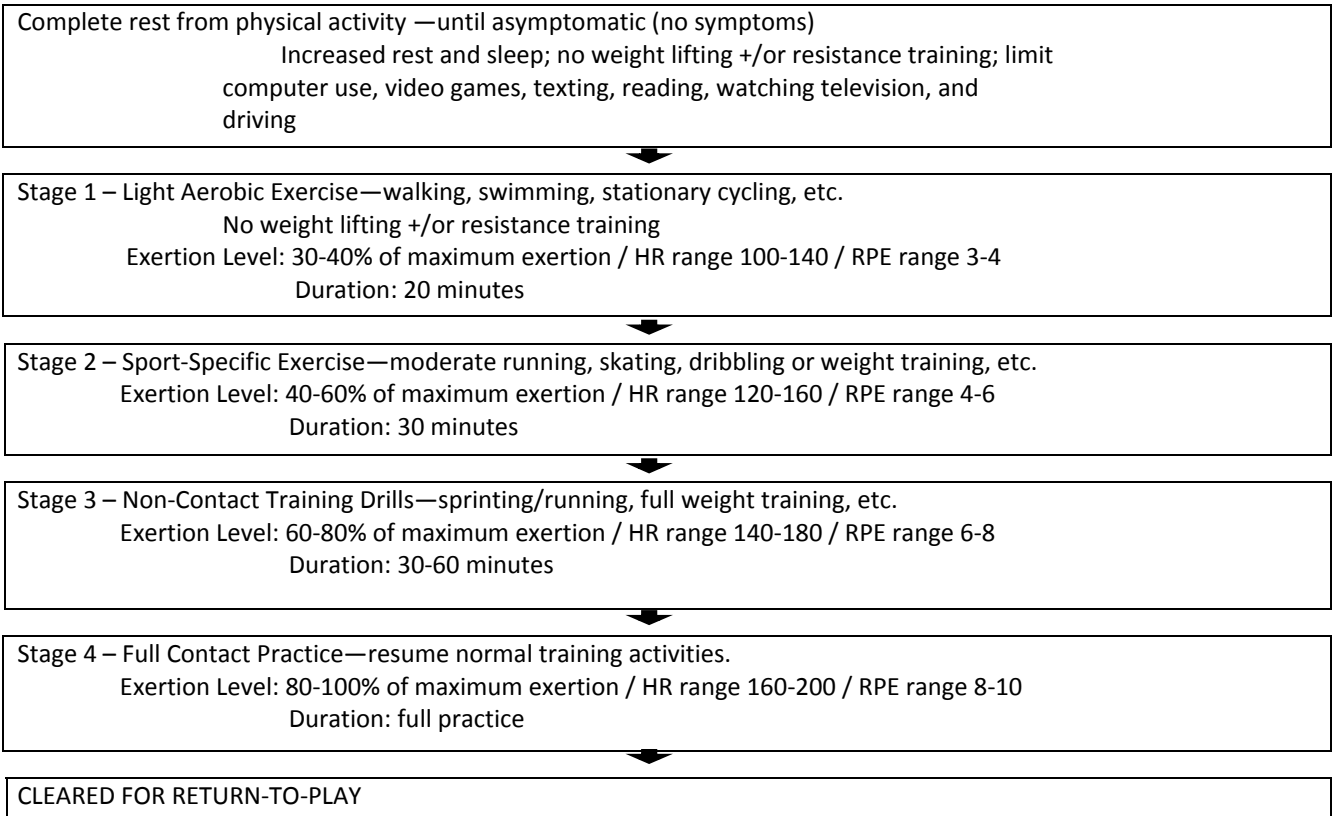 Complete rest from physical activity —until asymptomatic (no symptoms)
Increased rest and sleep; no weight lifting +/or resistance training; limit
computer use, video games, texting, reading, watching television, and
driving
Stage 1 – Light Aerobic Exercise—walking, swimming, stationary cycling, etc.
No weight lifting +/or resistance training
Exertion Level: 30-40% of maximum exertion / HR range 100-140 / RPE range 3-4
Duration: 20 minutes
Stage 2 – Sport-Specific Exercise—moderate running, skating, dribbling or weight training, etc.
Exertion Level: 40-60% of maximum exertion / HR range 120-160 / RPE range 4-6
Duration: 30 minutes
Stage 3 – Non-Contact Training Drills—sprinting/running, full weight training, etc.
Exertion Level: 60-80% of maximum exertion / HR range 140-180 / RPE range 6-8
Duration: 30-60 minutes
Stage 4 – Full Contact Practice—resume normal training activities.
Exertion Level: 80-100% of maximum exertion / HR range 160-200 / RPE range 8-10
Duration: full practice
CLEARED FOR RETURN-TO-PLAY